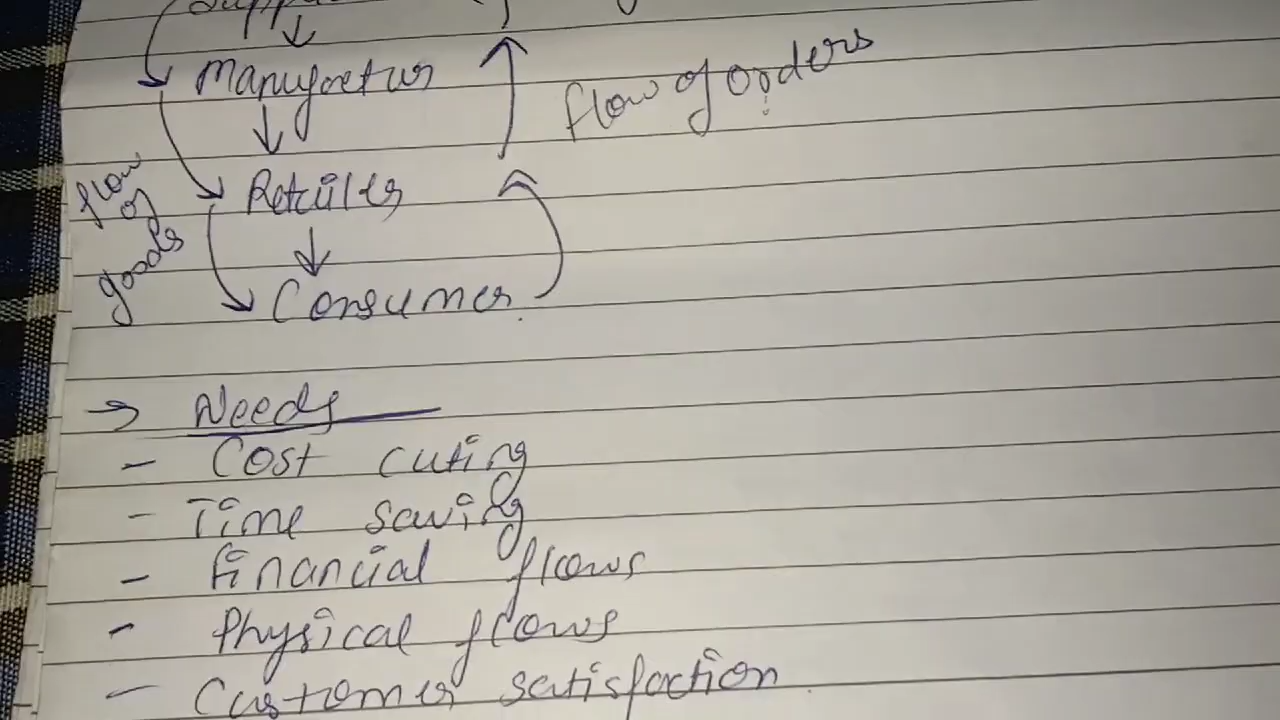 Manufactur
flow of orders
flow
of
goods
Retailer
Consumer
→ Needs
- Cost cuting
- Time saving
- Financial flows
- Physical flows
- Customer satisfaction